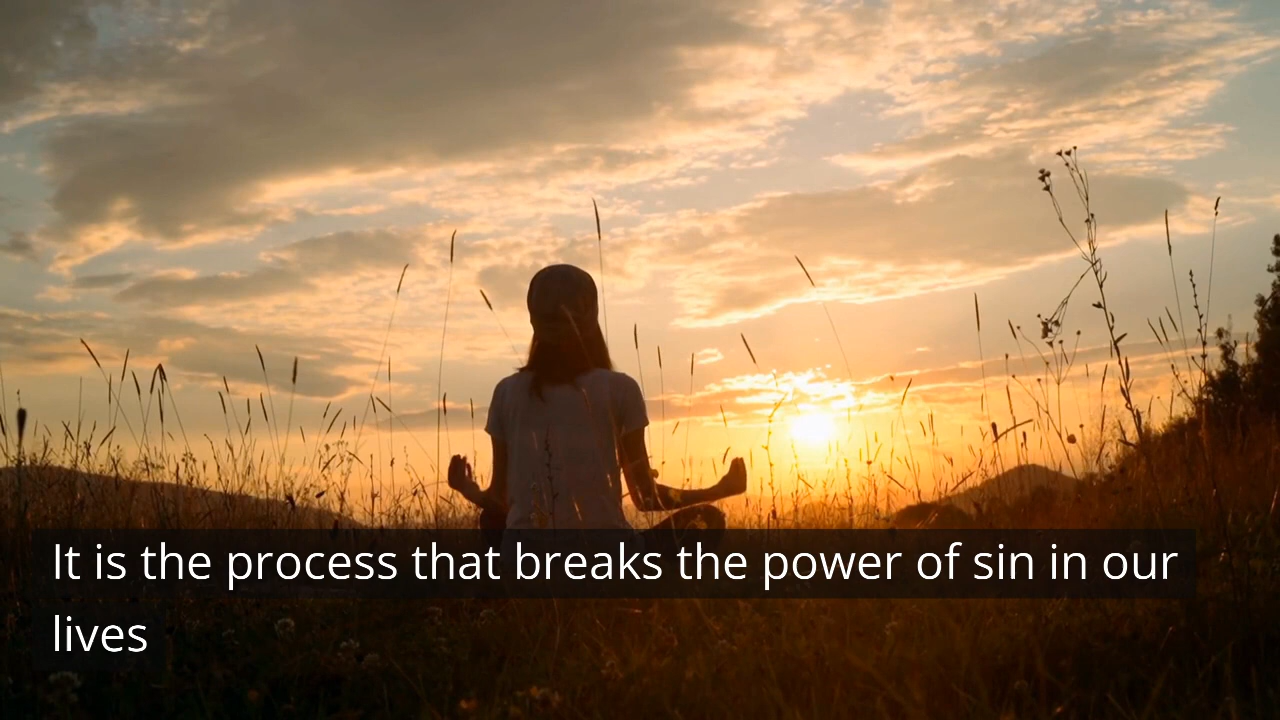 It is the process that breaks the power of sin in our
lives